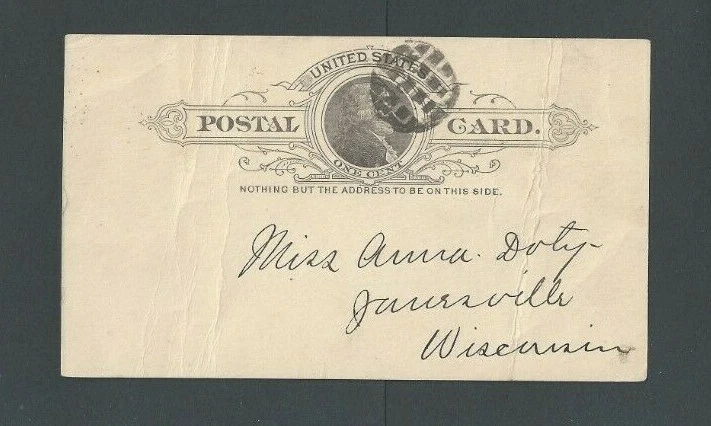 UNITED STATES
POSTAL CARD.
ONE CENT
NOTHING BUT THE ADDRESS TO BE ON THIS SIDE.
Miss Anna. Doty
Janesville
Wisconsin